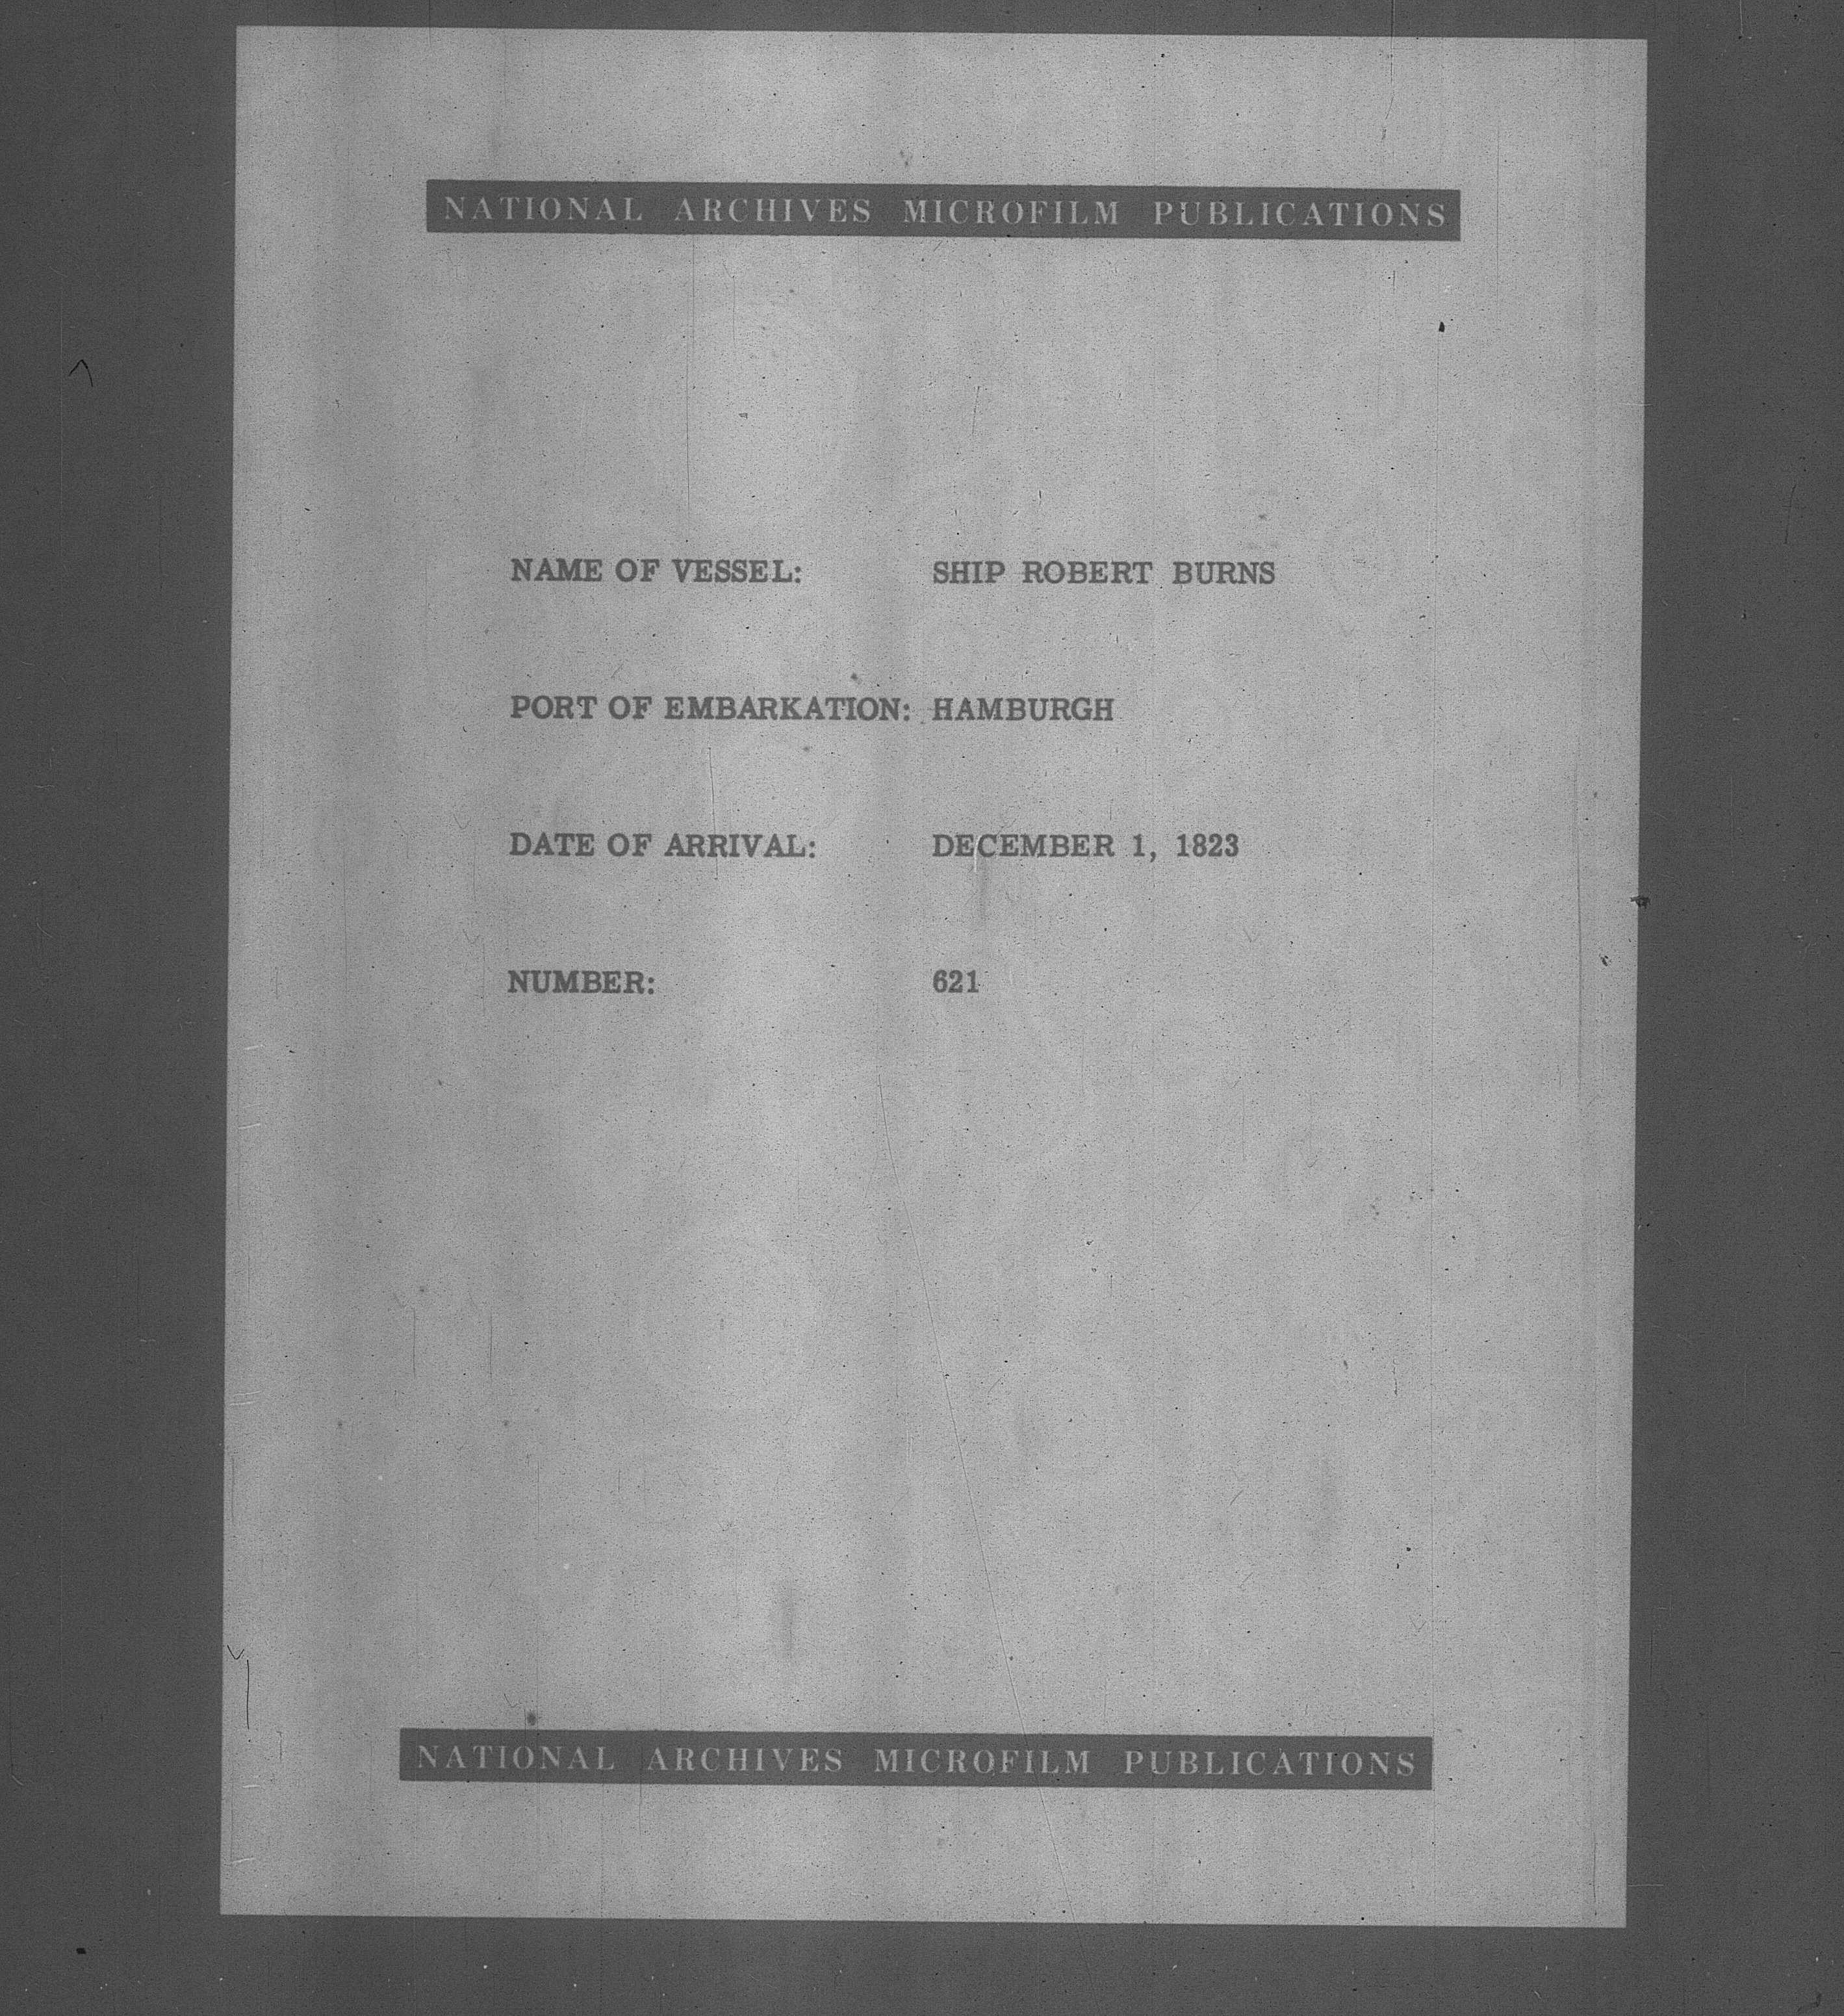 NATIONAL ARCHIVES MICROFILM PUBLICATIONS
NAME OF VESSEL: SHIP ROBERT BURNS
PORT OF EMBARKATION: HAMBURGH
DATE OF ARRIVAL: DECEMBER 1, 1823
NUMBER: 621
NATIONAL ARCHIVES MICROFILM PUBLICATIONS